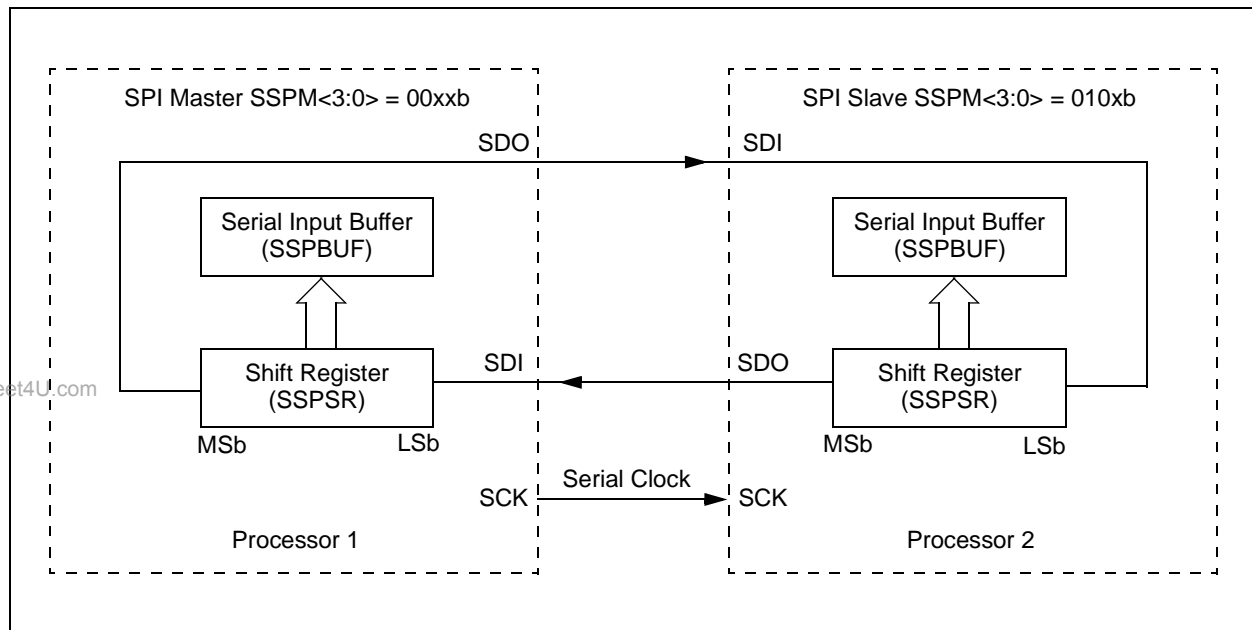 SPI Master SSPM<3:0> = 00xxb
SPI Slave SSPM<3:0> = 010xb
SDO
SDI
Serial Input Buffer
(SSPBUF)
Serial Input Buffer
(SSPBUF)
SDI
SDO
Shift Register
(SSPSR)
Shift Register
(SSPSR)
eet4U.com
MSb
LSb
MSb
LSb
Serial Clock
SCK
SCK
Processor 1
Processor 2